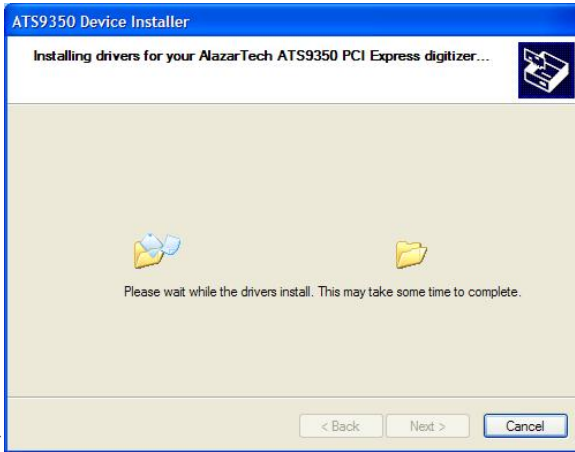 ATS9350 Device Installer
Installing drivers for your AlazarTech ATS9350 PCI Express digitizer...
Please wait while the drivers install. This may take some time to complete.
< Back
Next >
Cancel